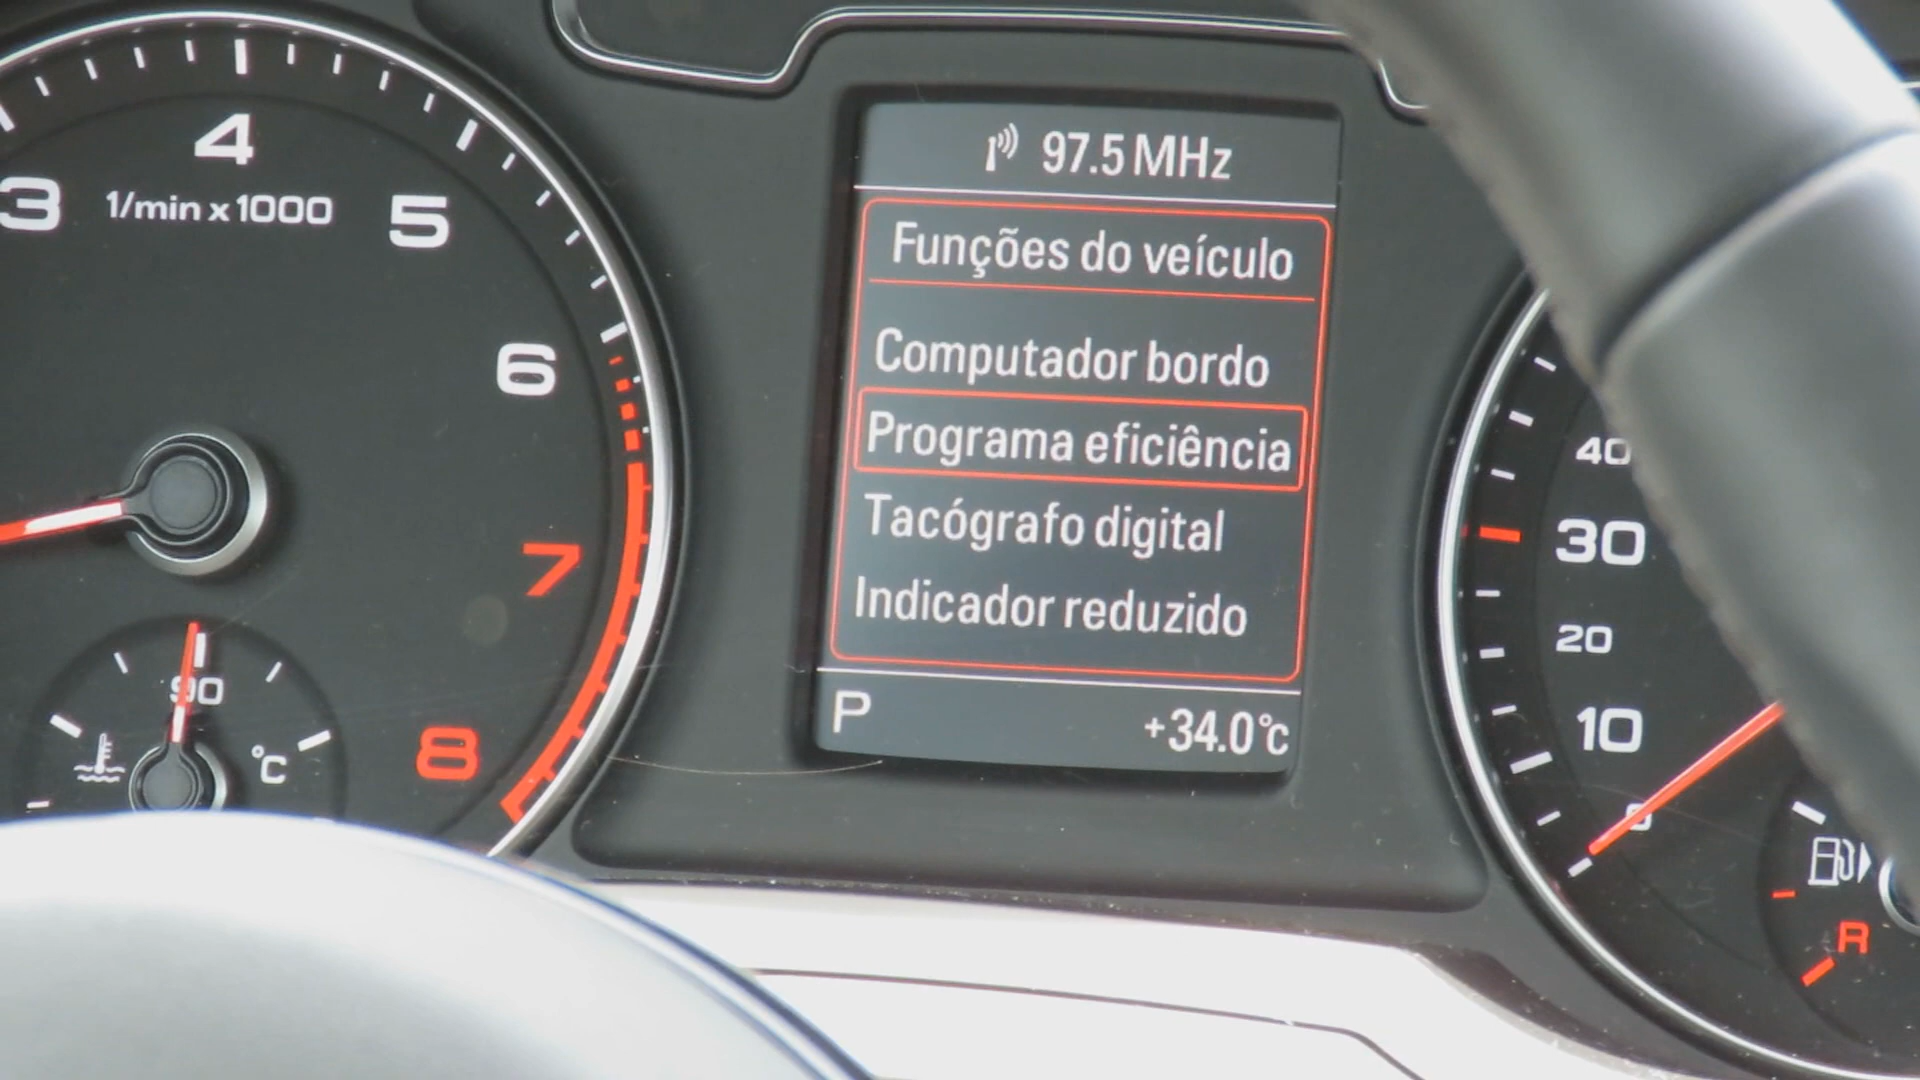 4
3
1/min x 1000
5
6
7
8
90
°C
97.5 MHz
Funções do veículo
Computador bordo
Programa eficiência
Tacógrafo digital
Indicador reduzido
P
+34.0°C
40
30
20
10
0
R